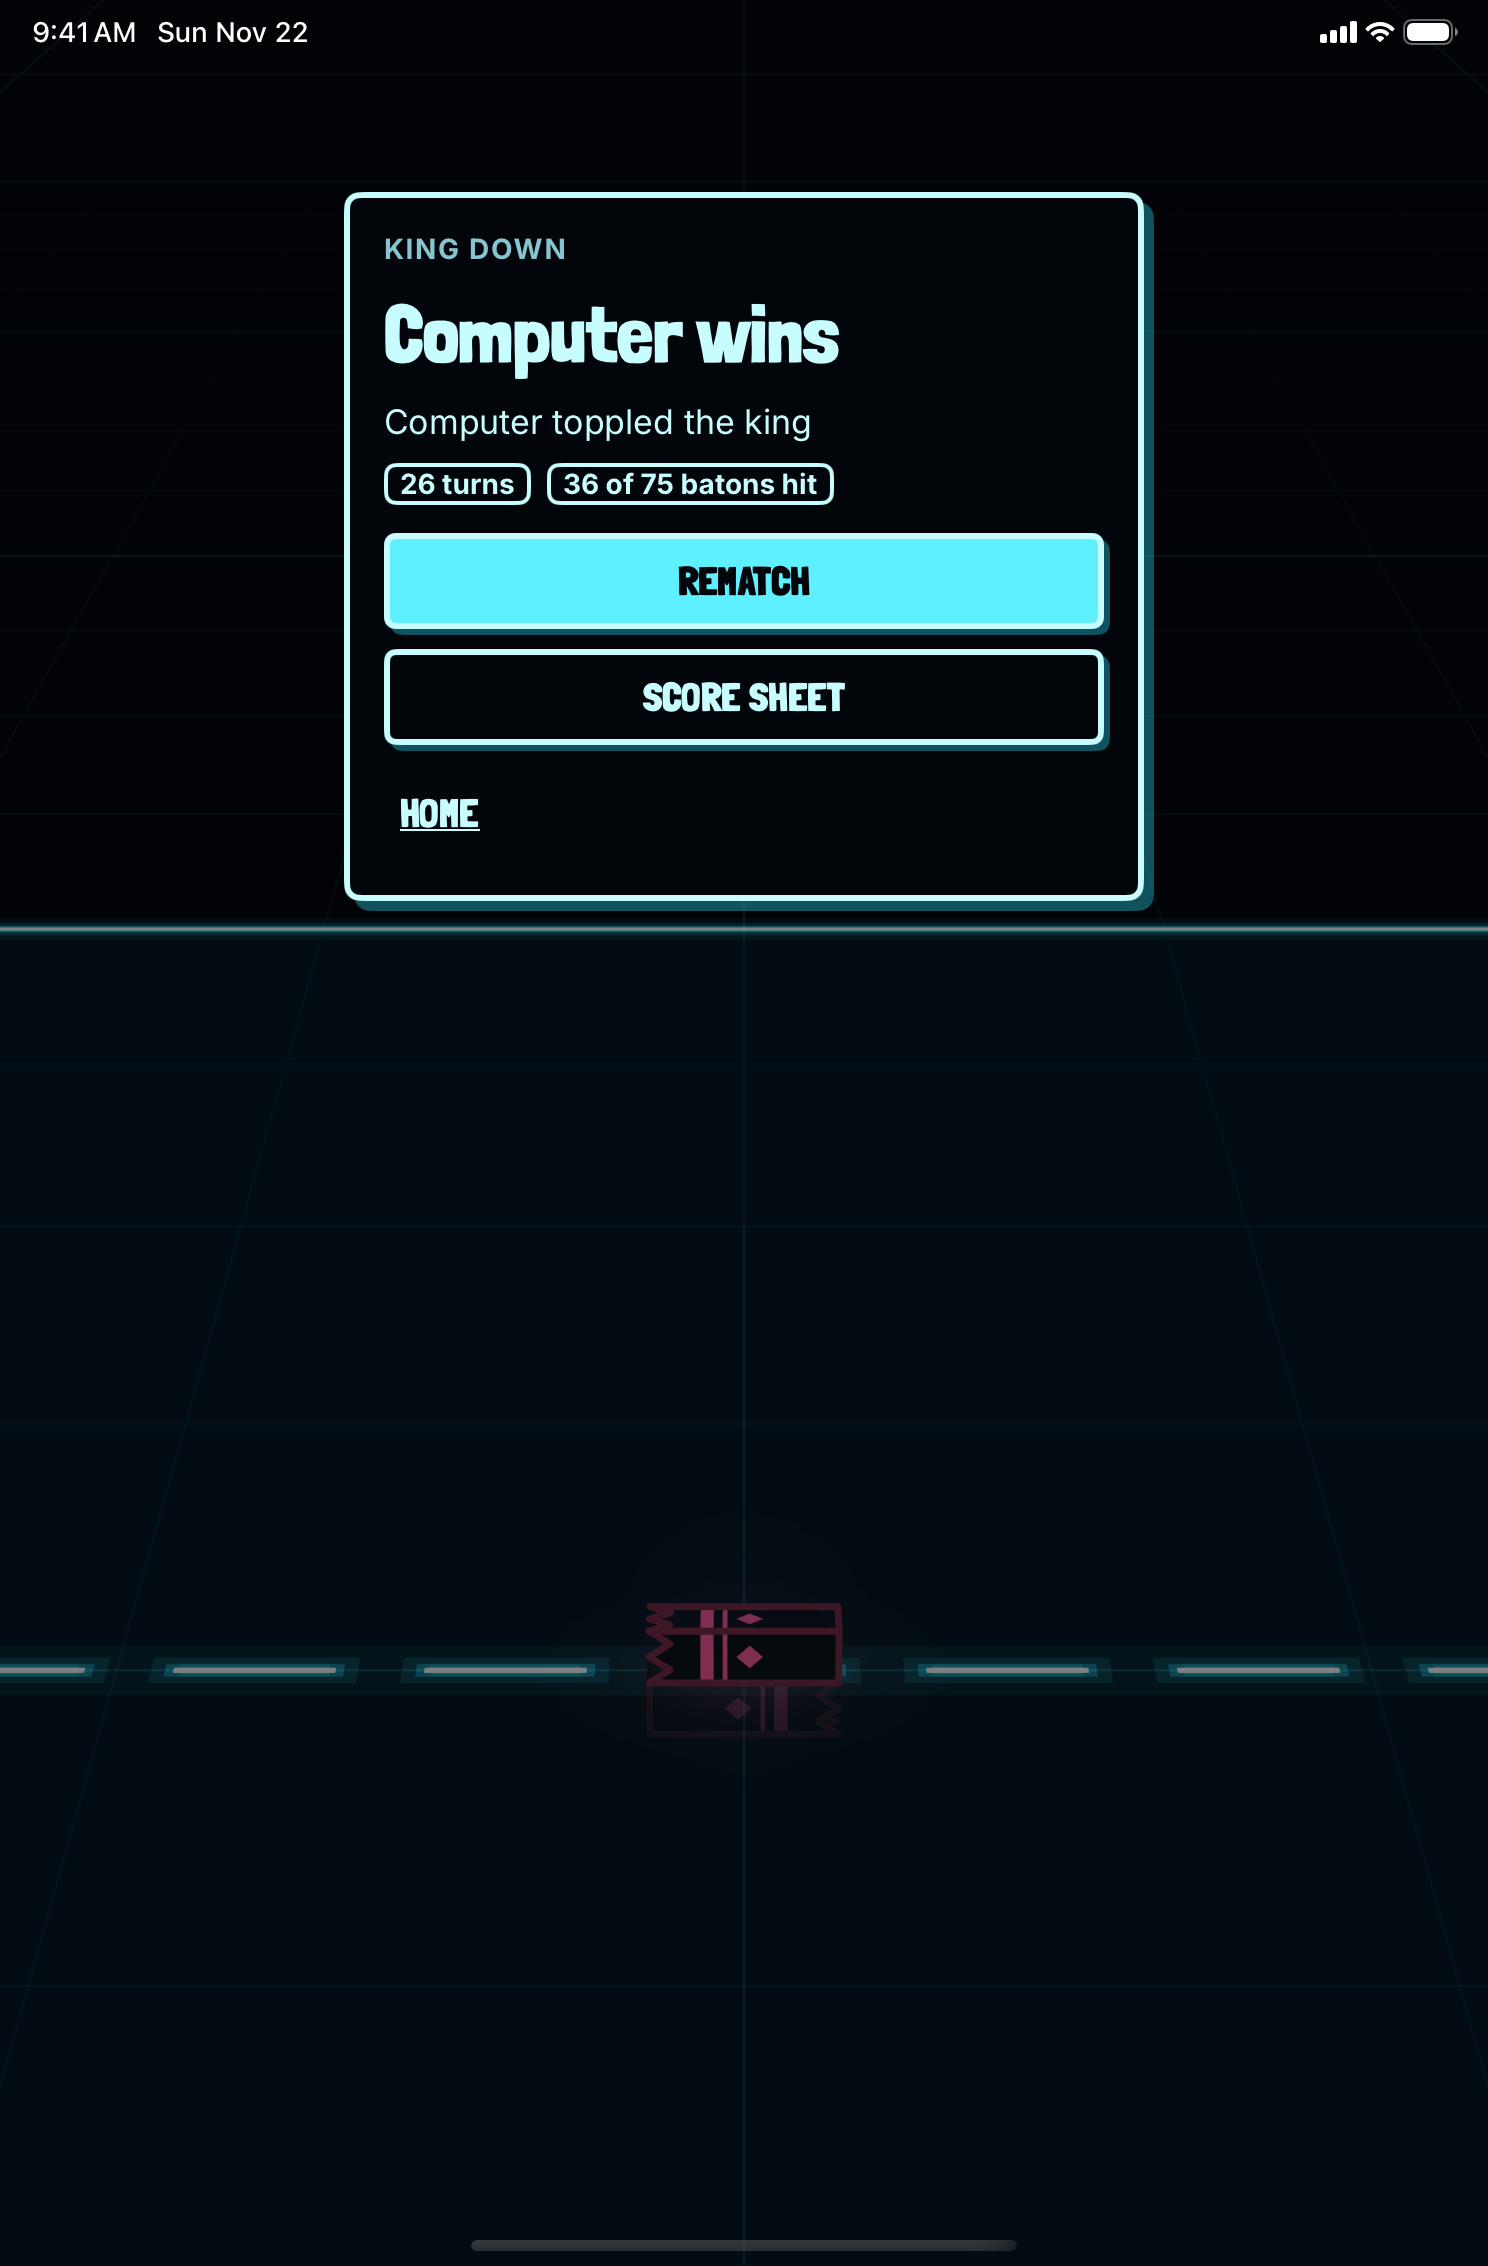 9:41 AM Sun Nov 22
KING DOWN
Computer wins
Computer toppled the king
26 turns 36 of 75 batons hit
REMATCH
SCORE SHEET
HOME